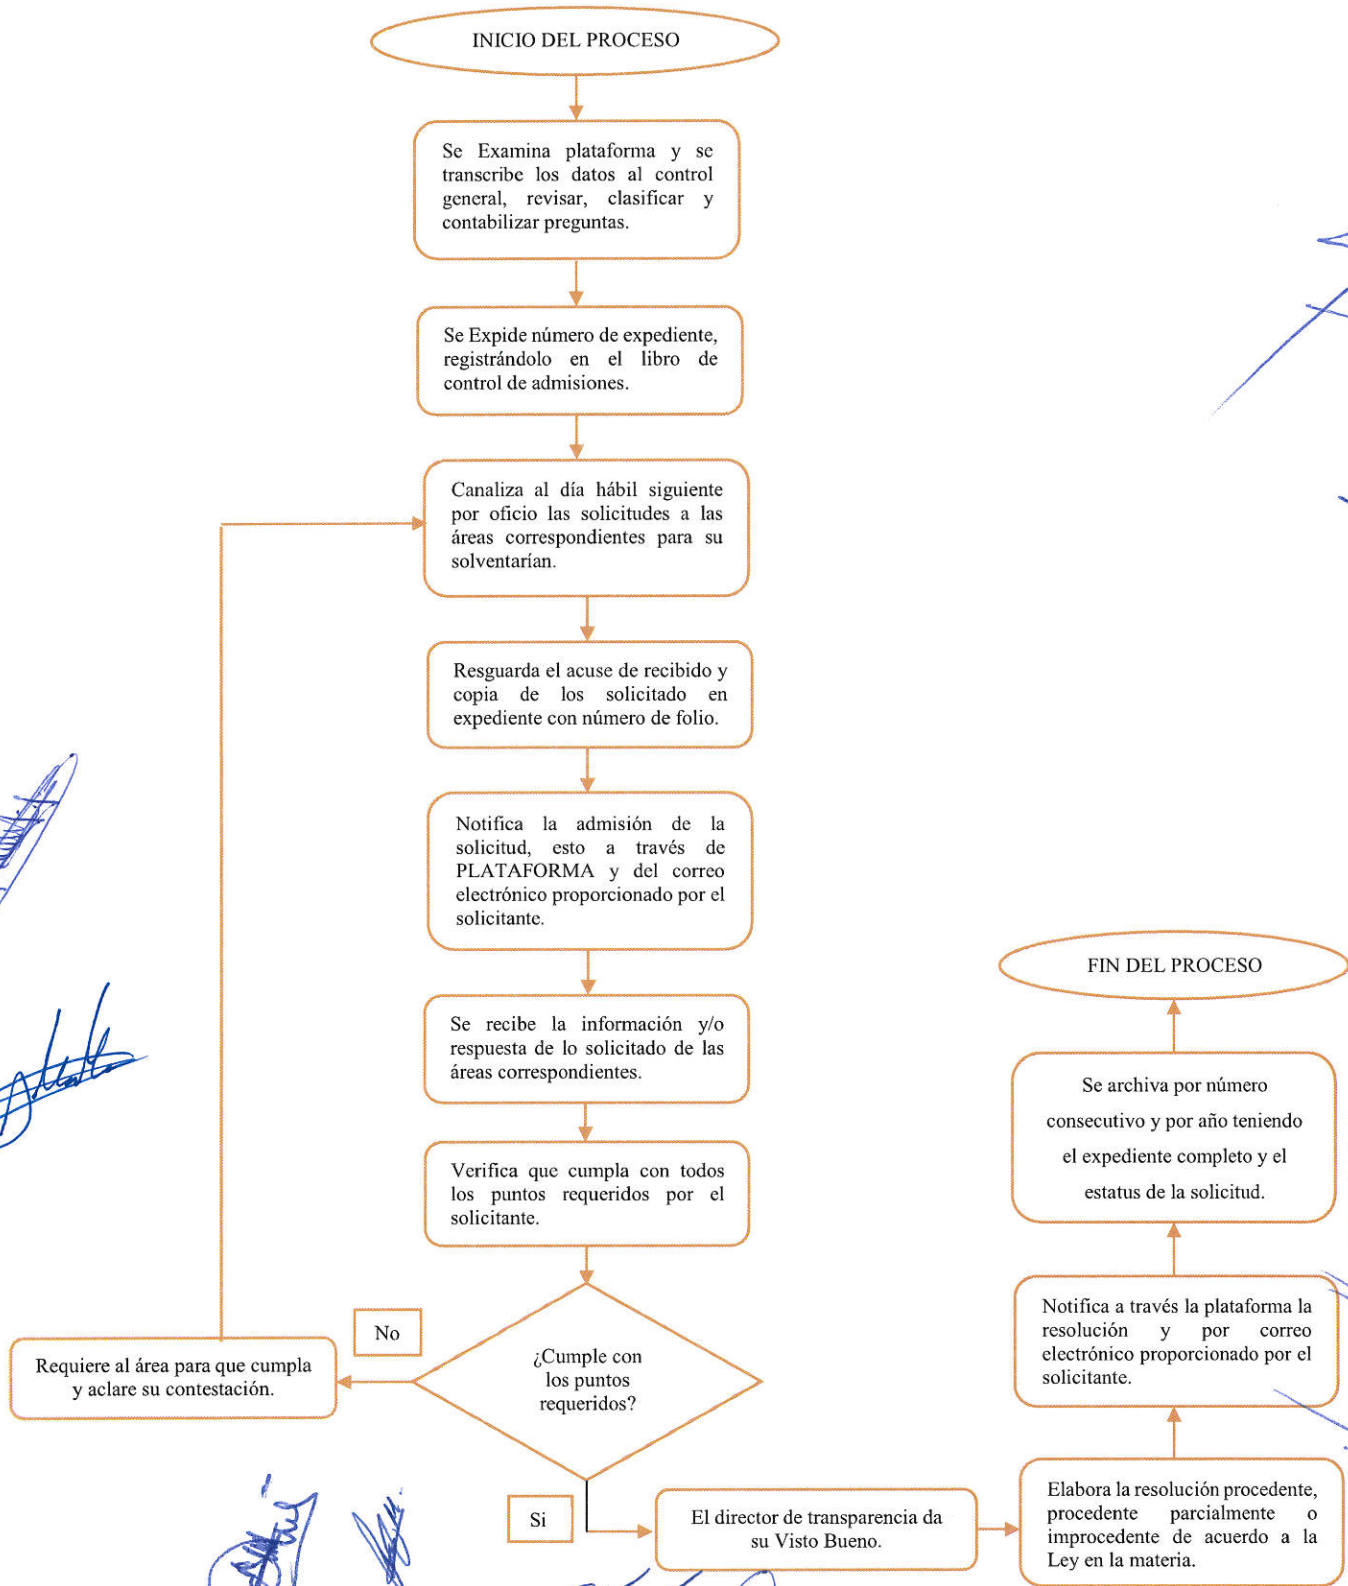 INICIO DEL PROCESO
Se Examina plataforma y se
transcribe los datos al control
general, revisar, clasificar y
contabilizar preguntas.
Se Expide número de expediente,
registrándolo en el libro de
control de admisiones.
Canaliza al día hábil siguiente
por oficio las solicitudes a las
áreas correspondientes para su
solventarían.
Resguarda el acuse de recibido y
copia de los solicitado en
expediente con número de folio.
Notifica la admisión de la
solicitud, esto a través de
PLATAFORMA y del correo
electrónico proporcionado por el
solicitante.
Se recibe la información y/o
respuesta de lo solicitado de las
áreas correspondientes.
Verifica que cumpla con todos
los puntos requeridos por el
solicitante.
¿Cumple con
los puntos
requeridos?
No
Requiere al área para que cumpla
y aclare su contestación.
Si
El director de transparencia da
su Visto Bueno.
Elabora la resolución procedente,
procedente parcialmente o
improcedente de acuerdo a la
Ley en la materia.
Notifica a través la plataforma la
resolución y por correo
electrónico proporcionado por el
solicitante.
Se archiva por número
consecutivo y por año teniendo
el expediente completo y el
estatus de la solicitud.
FIN DEL PROCESO